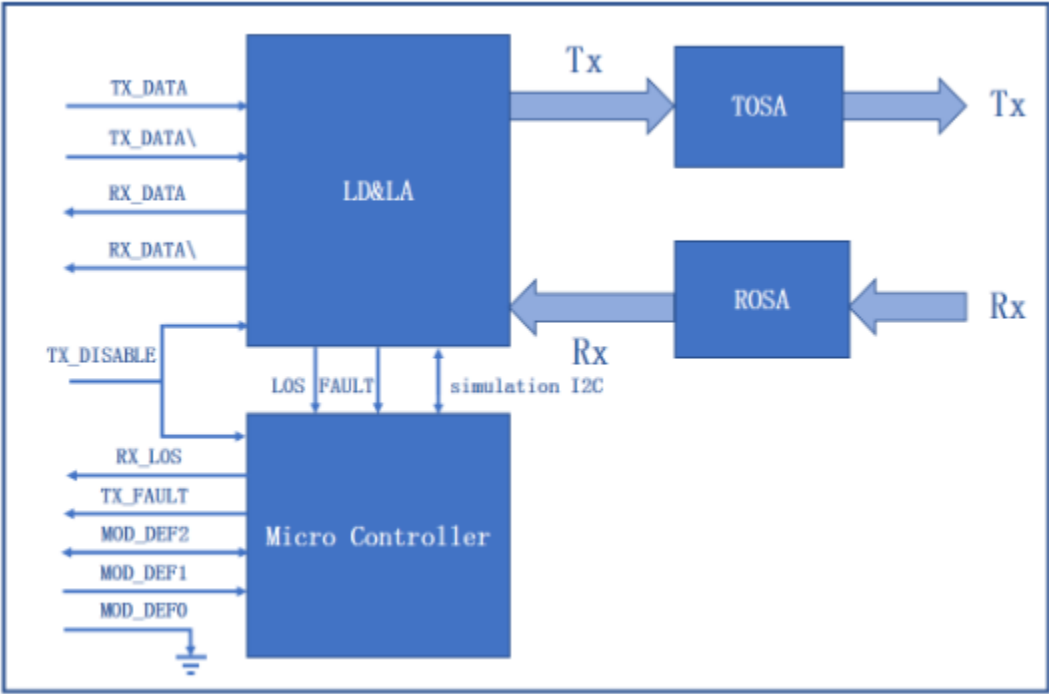 Tx
TX_DATA
TOSA
Tx
TX_DATA\
LD&LA
RX_DATA
RX_DATA\
ROSA
Rx
Rx
TX_DISABLE
LOS
FAULT
simulation I2C
RX_LOS
TX_FAULT
MOD_DEF2
Micro Controller
MOD_DEF1
MOD_DEF0